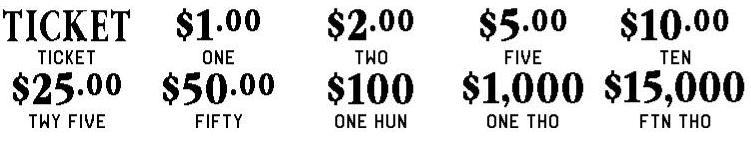 TICKET $1.00 $2.00 $5.00 $10.00
TICKET ONE TWO FIVE TEN
$25.00 $50.00 $100 $1,000 $15,000
TWY FIVE FIFTY ONE HUN ONE THO FTN THO